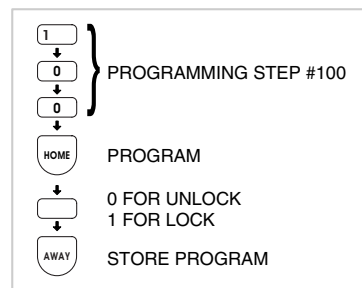 1
0
0
PROGRAMMING STEP #100
HOME
PROGRAM
0 FOR UNLOCK
1 FOR LOCK
AWAY
STORE PROGRAM